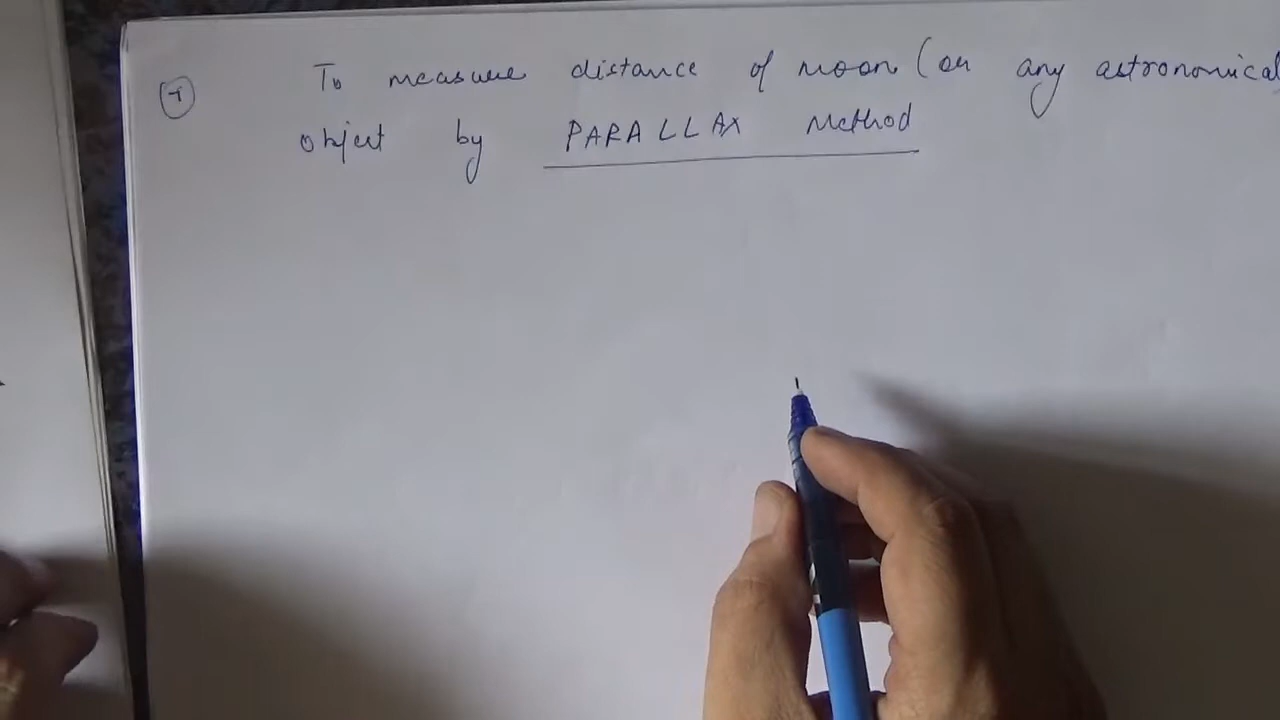 To measure distance of moon (or any astronomical
object by PARALLAX Method